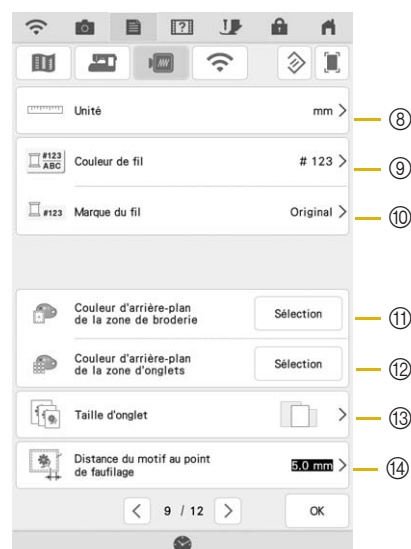 Unité
mm >
⑧
#123
ABC
Couleur de fil
# 123 >
⑨
#123
Marque du fil
Original >
⑩
Couleur d'arrière-plan
de la zone de broderie
Sélection
⑪
Couleur d'arrière-plan
de la zone d'onglets
Sélection
⑫
Taille d'onglet
>
⑬
Distance du motif au point
de faufilage
5.0 mm >
⑭
< 9 / 12 >
OK